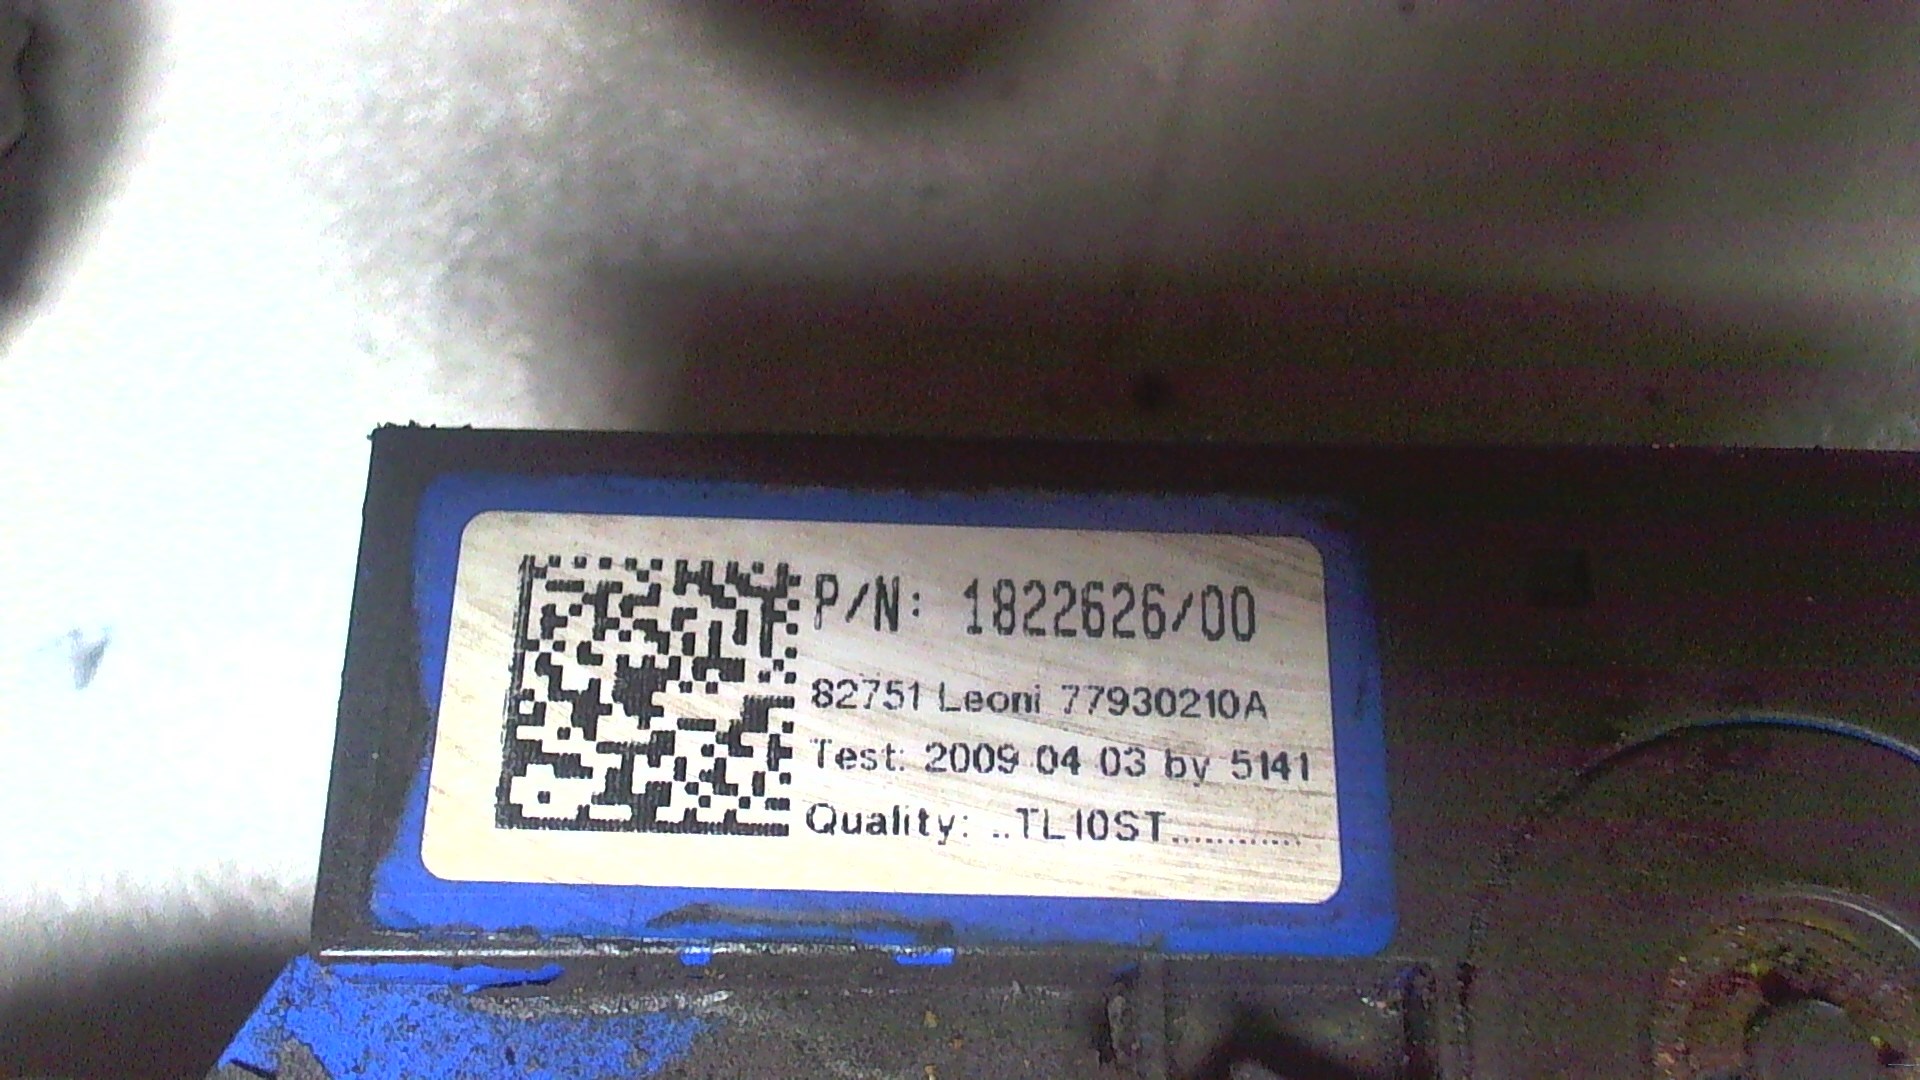 P/N: 1822626/00
82751 Leoni 77930210A
Test: 2009 04 03 by 5141
Quality: ..TL10ST............